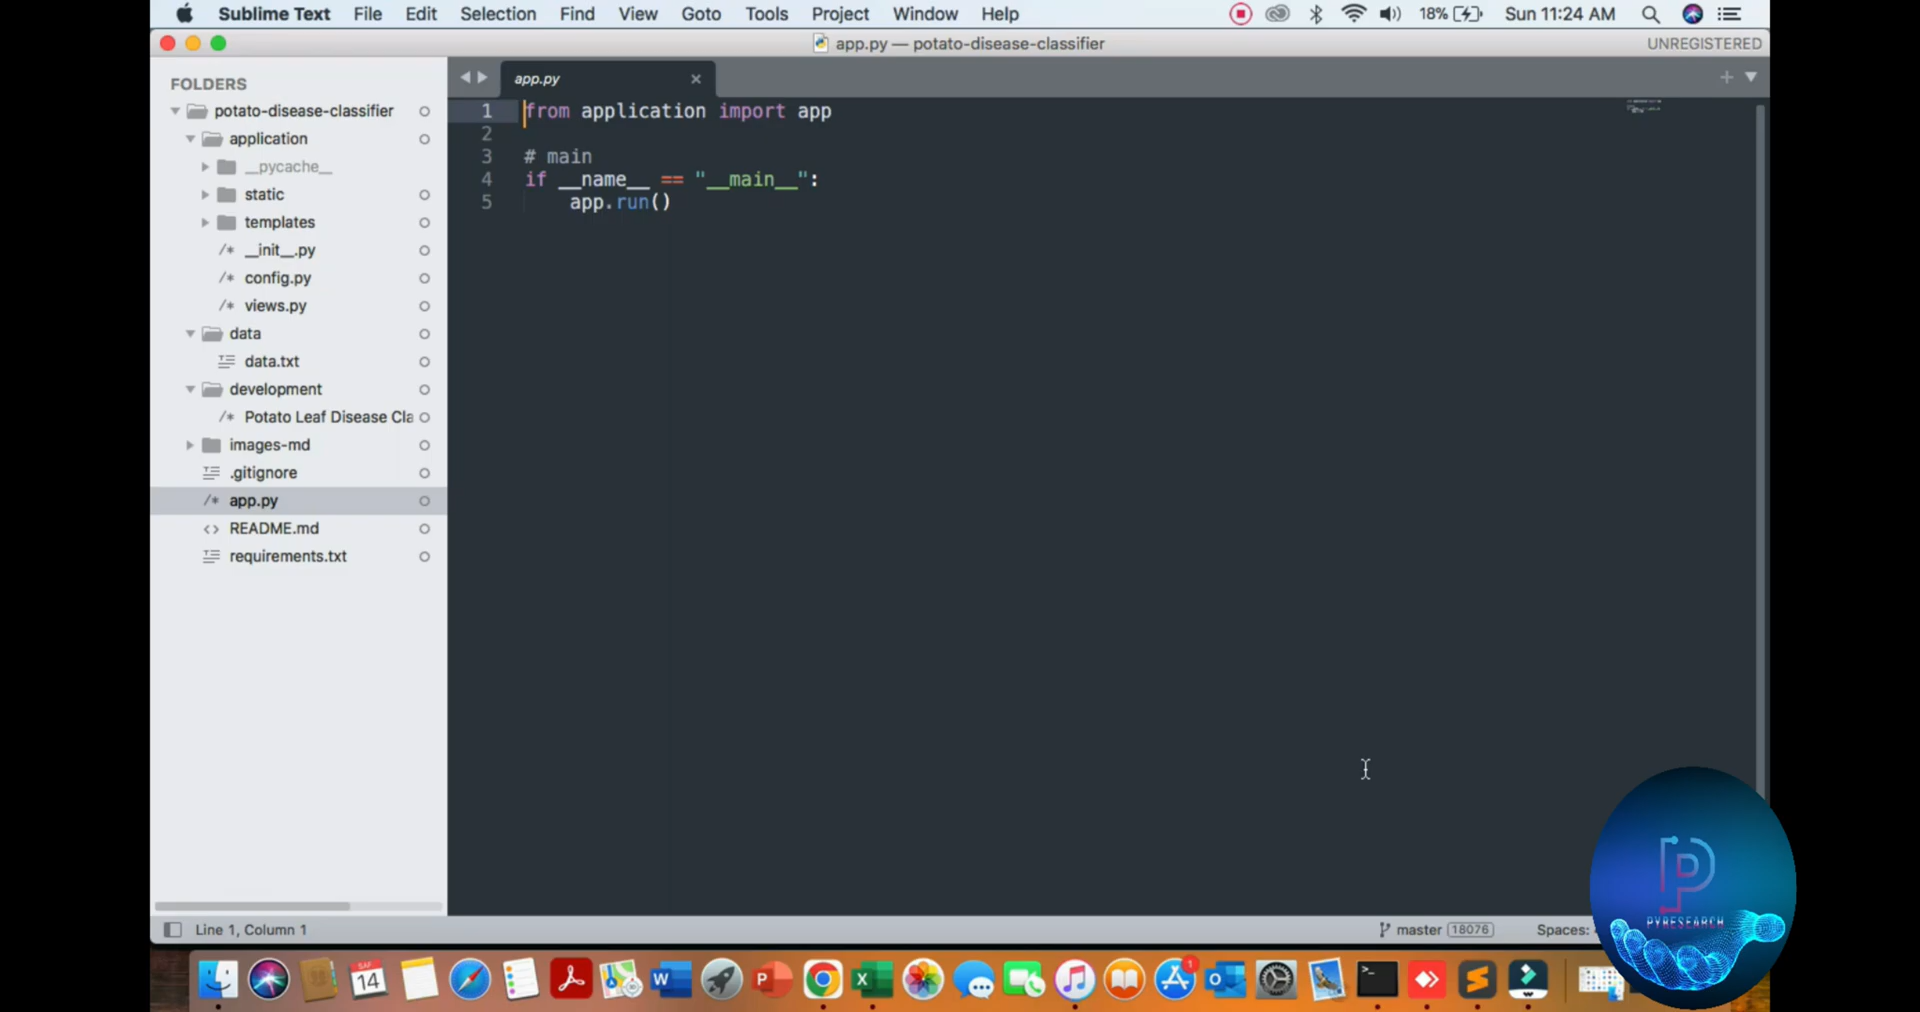 Sublime Text File Edit Selection Find View Goto Tools Project Window Help 18% Sun 11:24 AM
app.py — potato-disease-classifier UNREGISTERED
FOLDERS
potato-disease-classifier
application
__pycache__
static
templates
__init__.py
config.py
views.py
data
data.txt
development
Potato Leaf Disease Cla
images-md
.gitignore
app.py
README.md
requirements.txt
app.py
1 from application import app
2
3 # main
4 if __name__ == "__main__":
5 app.run()
Line 1, Column 1 master 18076 Spaces:
PYRESEARCH
14
W
P
X
1
O
>_